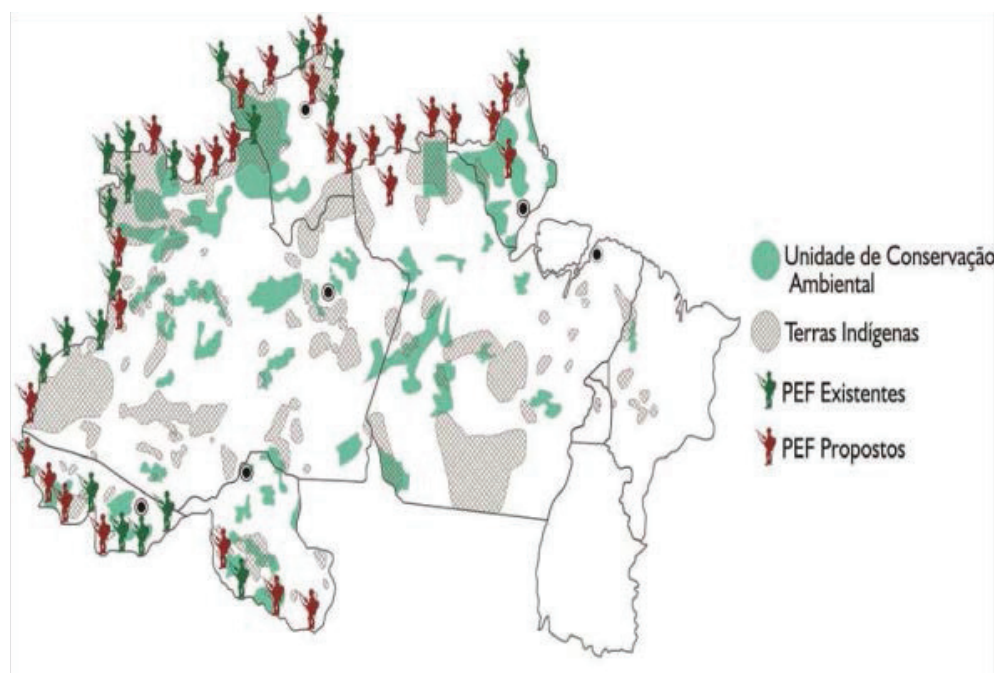 Unidade de Conservação
Ambiental
Terras Indígenas
PEF Existentes
PEF Propostos